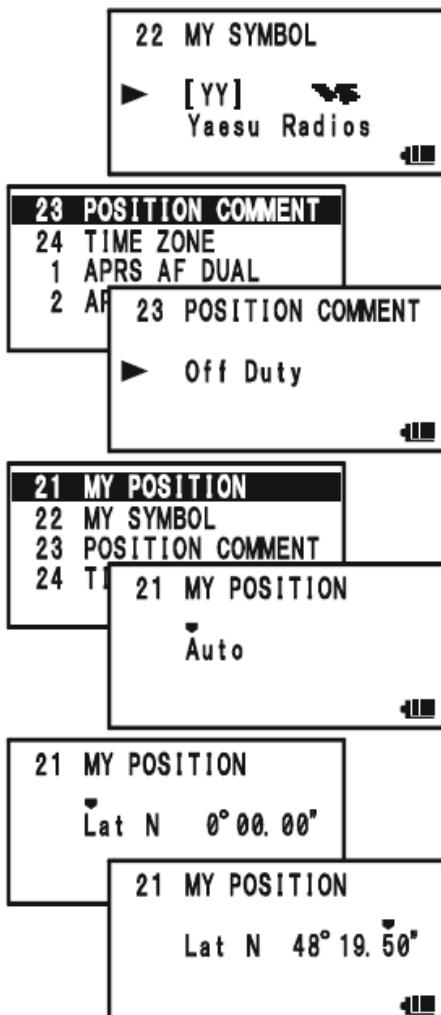 22 MY SYMBOL
[YY]
Yaesu Radios
23 POSITION COMMENT
24 TIME ZONE
1 APRS AF DUAL
2 AP
23 POSITION COMMENT
Off Duty
21 MY POSITION
22 MY SYMBOL
23 POSITION COMMENT
24 TI
21 MY POSITION
Auto
21 MY POSITION
Lat N 0°00.00"
21 MY POSITION
Lat N 48°19.50"